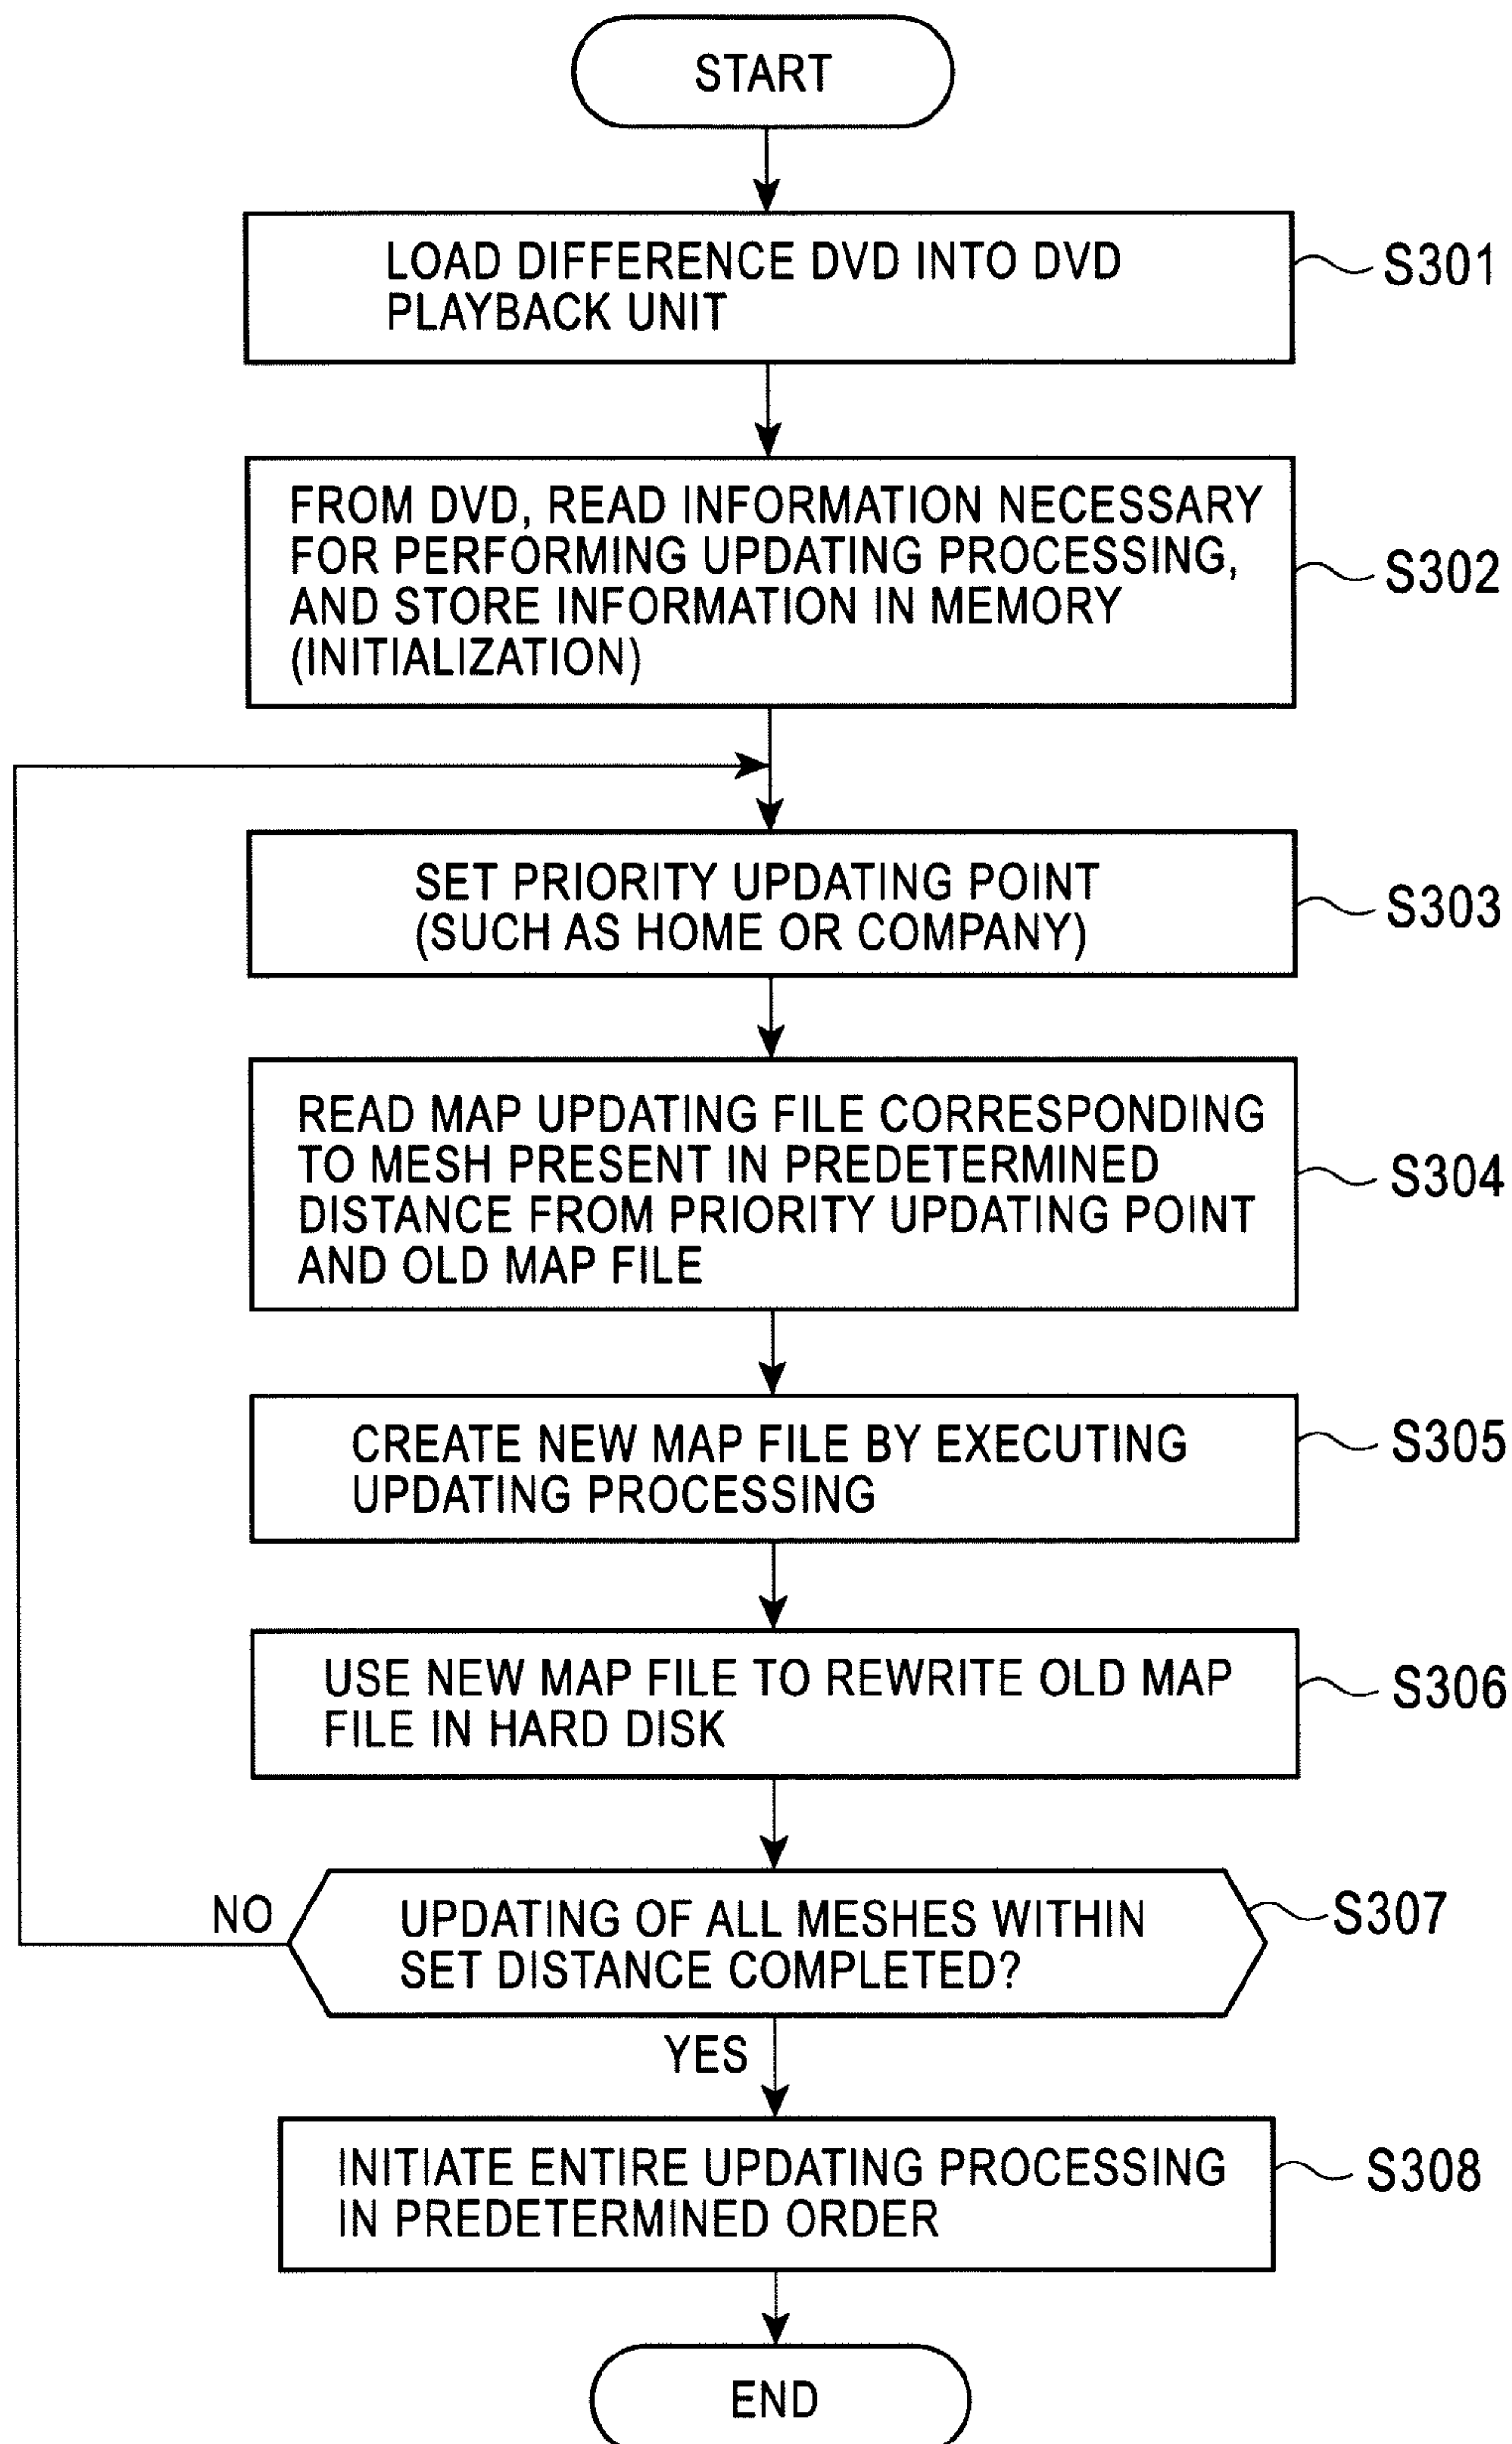 START
LOAD DIFFERENCE DVD INTO DVD
PLAYBACK UNIT
S301
FROM DVD, READ INFORMATION NECESSARY
FOR PERFORMING UPDATING PROCESSING,
AND STORE INFORMATION IN MEMORY
(INITIALIZATION)
S302
SET PRIORITY UPDATING POINT
(SUCH AS HOME OR COMPANY)
S303
READ MAP UPDATING FILE CORRESPONDING
TO MESH PRESENT IN PREDETERMINED
DISTANCE FROM PRIORITY UPDATING POINT
AND OLD MAP FILE
S304
CREATE NEW MAP FILE BY EXECUTING
UPDATING PROCESSING
S305
USE NEW MAP FILE TO REWRITE OLD MAP
FILE IN HARD DISK
S306
NO
UPDATING OF ALL MESHES WITHIN
SET DISTANCE COMPLETED?
S307
YES
INITIATE ENTIRE UPDATING PROCESSING
IN PREDETERMINED ORDER
S308
END